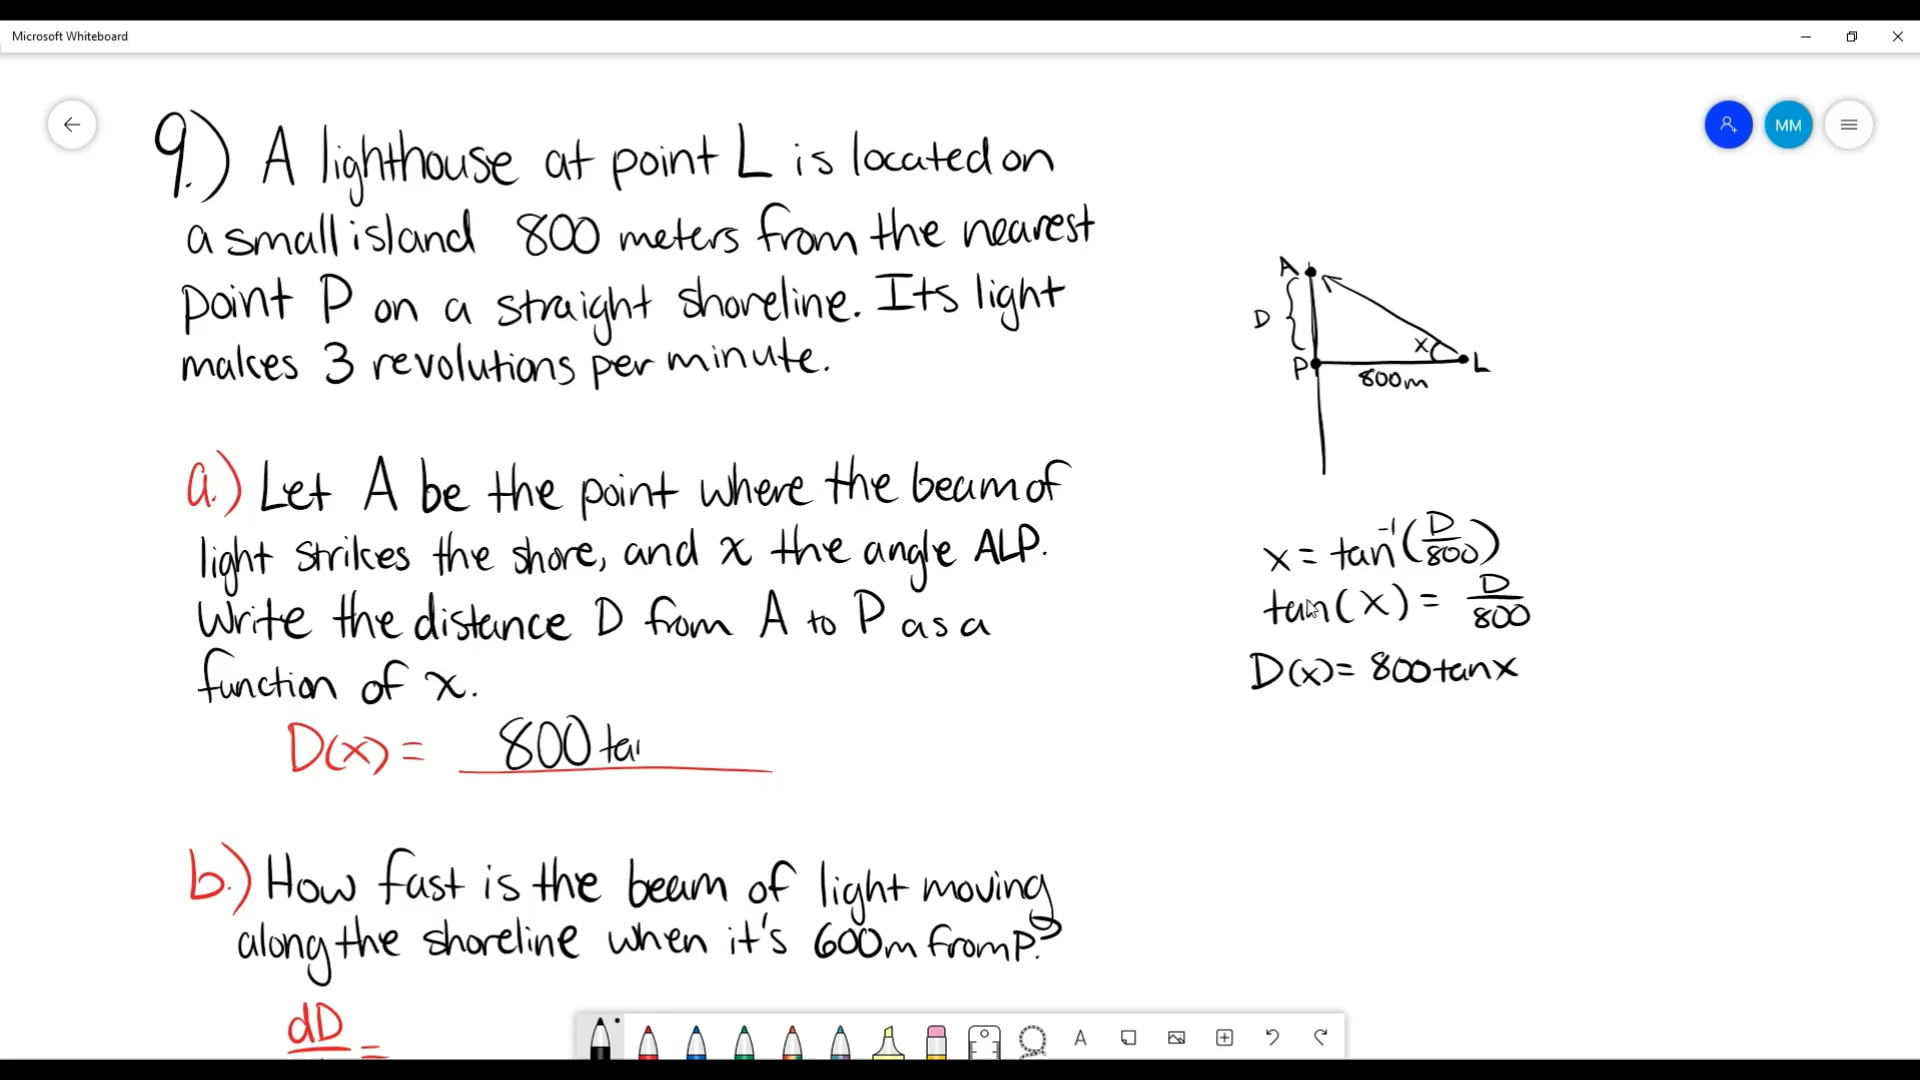 Microsoft Whiteboard
MM
9.) A lighthouse at point L is located on
a small island 800 meters from the nearest
point P on a straight shoreline. Its light
makes 3 revolutions per minute.
a.) Let A be the point where the beam of
light strikes the shore, and x the angle ALP.
Write the distance D from A to P as a
function of x.
D(x) = 800 tan
b.) How fast is the beam of light moving
along the shoreline when it's 600m from P?
dD
=
A
D
x
P
L
800m
x = tan⁻¹(D/800)
tan(x) = D/800
D(x) = 800tanx
A